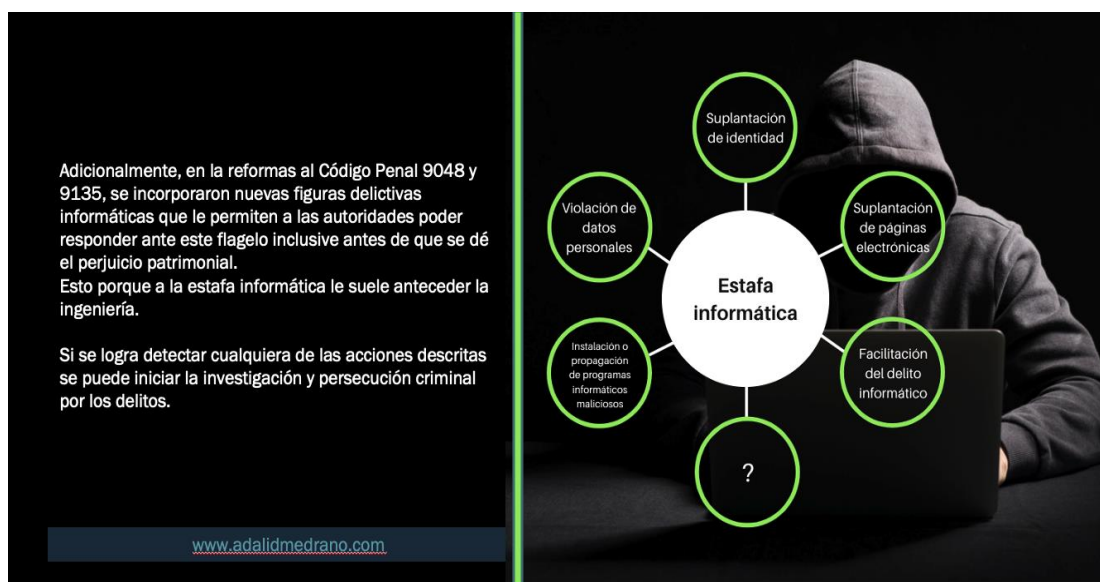 Adicionalmente, en la reformas al Código Penal 9048 y
9135, se incorporaron nuevas figuras delictivas
informáticas que le permiten a las autoridades poder
responder ante este flagelo inclusive antes de que se dé
el perjuicio patrimonial.
Esto porque a la estafa informática le suele anteceder la
ingeniería.
Si se logra detectar cualquiera de las acciones descritas
se puede iniciar la investigación y persecución criminal
por los delitos.
www.adalidmedrano.com
Suplantación
de identidad
Violación de
datos
personales
Suplantación
de páginas
electrónicas
Estafa
informática
Instalación o
propagación
de programas
informáticos
maliciosos
Facilitación
del delito
informático
?